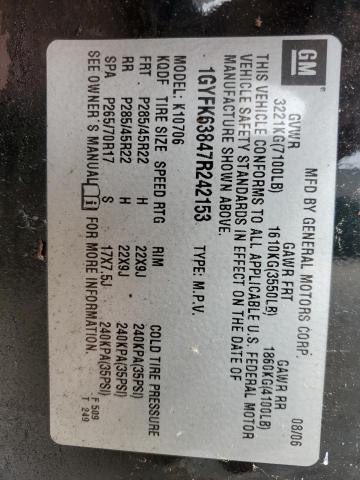 GM
MFD BY GENERAL MOTORS CORP. 08/06
GVWR GAWR FRT GAWR RR
3221KG(7100LB) 1610KG(3550LB) 1860KG(4100LB)
THIS VEHICLE CONFORMS TO ALL APPLICABLE U.S. FEDERAL MOTOR
VEHICLE SAFETY STANDARDS IN EFFECT ON THE DATE OF
MANUFACTURE SHOWN ABOVE.
1GYFK63847R242153 TYPE: M.P.V.
MODEL: K10706
KQDF TIRE SIZE SPEED RTG RIM COLD TIRE PRESSURE
FRT P285/45R22 H 22X9J 240KPA(35PSI)
RR P285/45R22 H 22X9J 240KPA(35PSI)
SPA P265/70R17 S 17X7.5J 240KPA(35PSI)
SEE OWNER'S MANUAL FOR MORE INFORMATION.
F 509
T 249